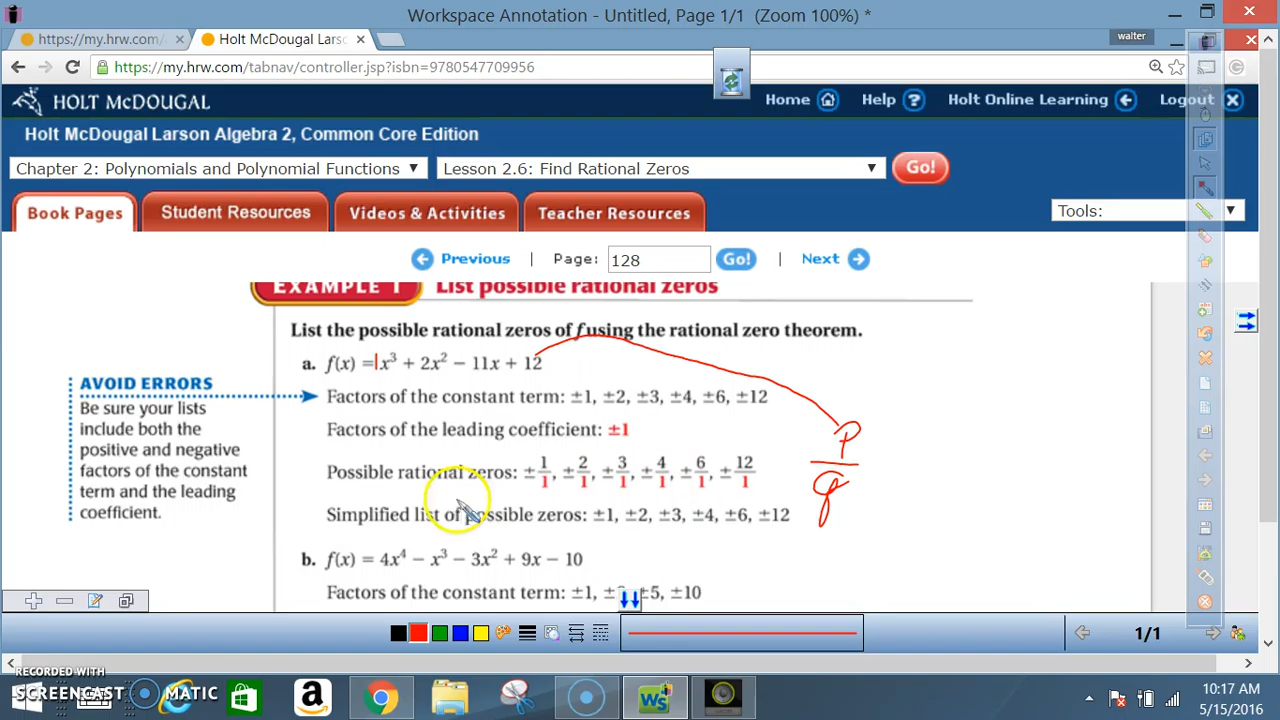 Workspace Annotation - Untitled, Page 1/1 (Zoom 100%) *
https://my.hrw.com/
Holt McDougal Lars
walter
https://my.hrw.com/tabnav/controller.jsp?isbn=9780547709956
HOLT McDOUGAL
Home
Help ?
Holt Online Learning
Logout X
Holt McDougal Larson Algebra 2, Common Core Edition
Chapter 2: Polynomials and Polynomial Functions
Lesson 2.6: Find Rational Zeros
Go!
Book Pages
Student Resources
Videos & Activities
Teacher Resources
Tools:
Previous | Page: 128 Go! | Next
EXAMPLE 1 List possible rational zeros
List the possible rational zeros of f using the rational zero theorem.
a. f(x) = 1x³ + 2x² − 11x + 12
AVOID ERRORS
Be sure your lists
include both the
positive and negative
factors of the constant
term and the leading
coefficient.
Factors of the constant term: ±1, ±2, ±3, ±4, ±6, ±12
Factors of the leading coefficient: ±1
Possible rational zeros: ±1/1, ±2/1, ±3/1, ±4/1, ±6/1, ±12/1
Simplified list of possible zeros: ±1, ±2, ±3, ±4, ±6, ±12
p
q
b. f(x) = 4x⁴ − x³ − 3x² + 9x − 10
Factors of the constant term: ±1, ±5, ±10
1/1
RECORDED WITH
SCREENCAST MATIC
10:17 AM
5/15/2016